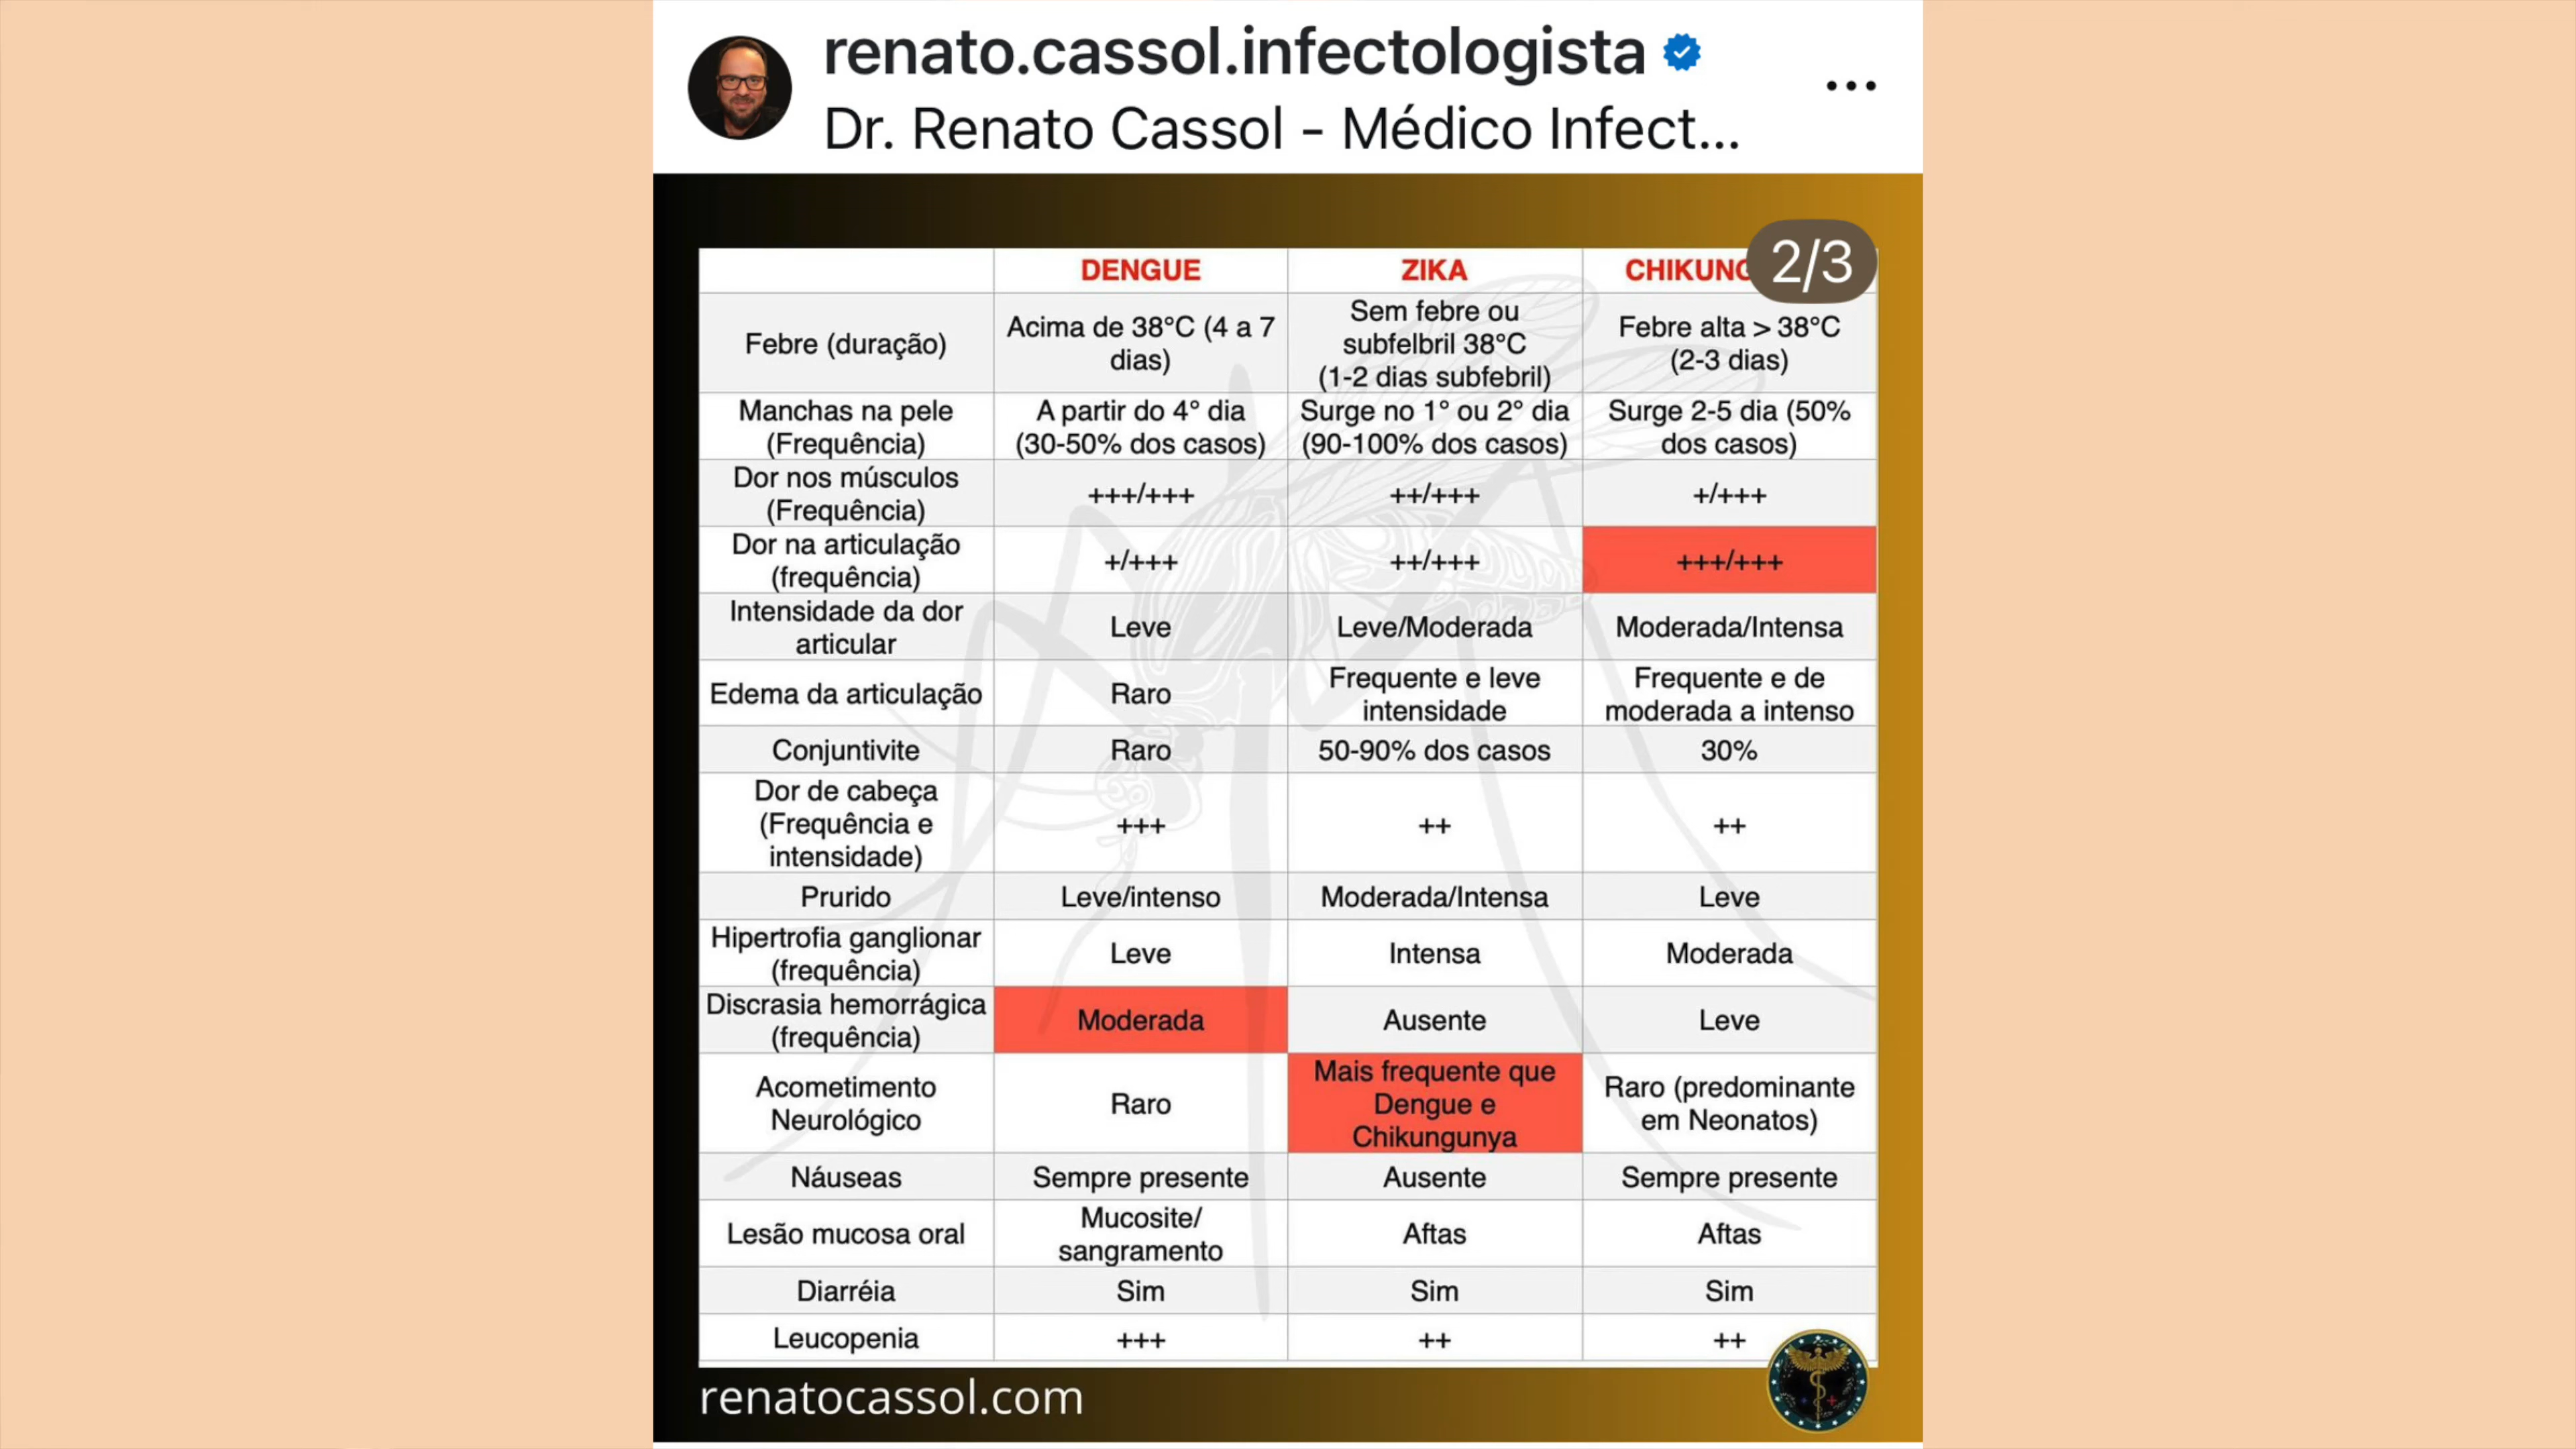 renato.cassol.infectologista
Dr. Renato Cassol - Médico Infect...
2/3
DENGUE ZIKA
Febre (duração)
Acima de 38°C (4 a 7
dias)
Sem febre ou
subfelbril 38°C
(1-2 dias subfebril)
Febre alta > 38°C
(2-3 dias)
Manchas na pele
(Frequência)
A partir do 4° dia
(30-50% dos casos)
Surge no 1° ou 2° dia
(90-100% dos casos)
Surge 2-5 dia (50%
dos casos)
Dor nos músculos
(Frequência)
+++/+++
++/+++
+/+++
Dor na articulação
(frequência)
+/+++
++/+++
+++/+++
Intensidade da dor
articular
Leve
Leve/Moderada
Moderada/Intensa
Edema da articulação
Raro
Frequente e leve
intensidade
Frequente e de
moderada a intenso
Conjuntivite
Raro
50-90% dos casos
30%
Dor de cabeça
(Frequência e
intensidade)
+++
++
++
Prurido
Leve/intenso
Moderada/Intensa
Leve
Hipertrofia ganglionar
(frequência)
Leve
Intensa
Moderada
Discrasia hemorrágica
(frequência)
Moderada
Ausente
Leve
Acometimento
Neurológico
Raro
Mais frequente que
Dengue e
Chikungunya
Raro (predominante
em Neonatos)
Náuseas
Sempre presente
Ausente
Sempre presente
Lesão mucosa oral
Mucosite/
sangramento
Aftas
Aftas
Diarréia
Sim
Sim
Sim
Leucopenia
+++
++
++
renatocassol.com